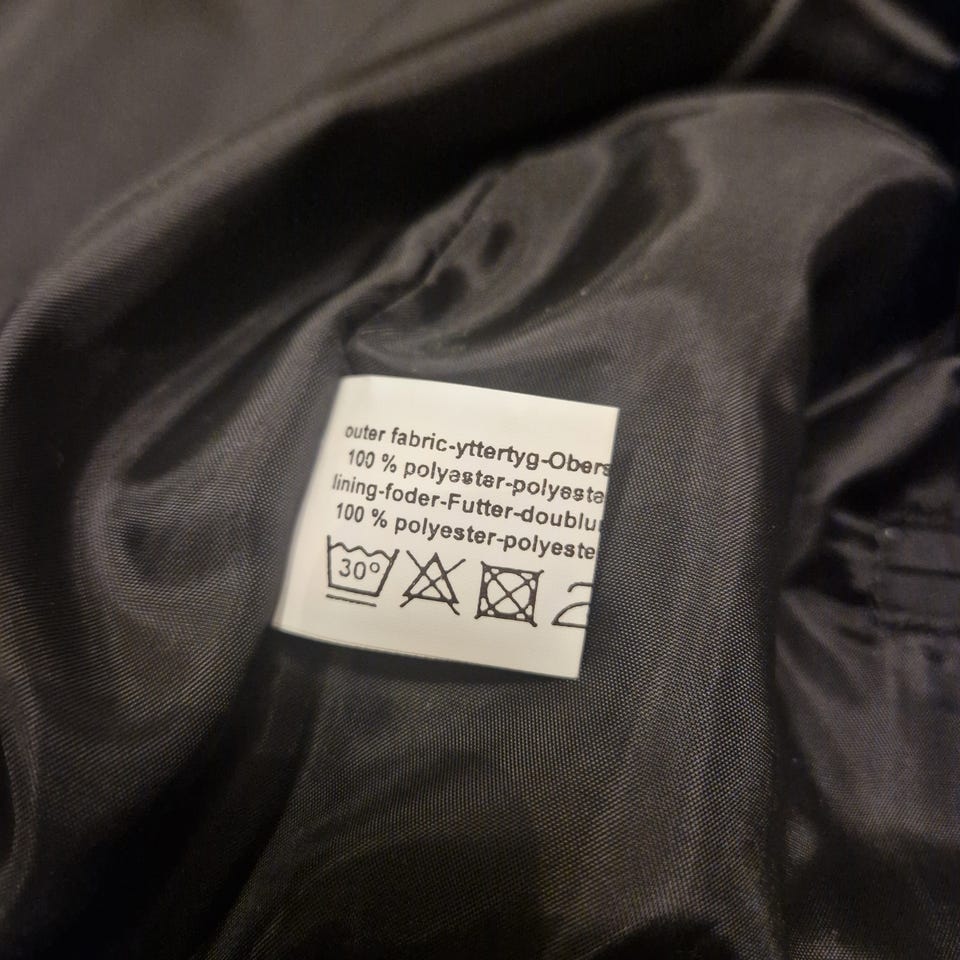 outer fabric-yttertyg-Obers
100 % polyester-polyeste
lining-foder-Futter-doublu
100 % polyester-polyeste
30°